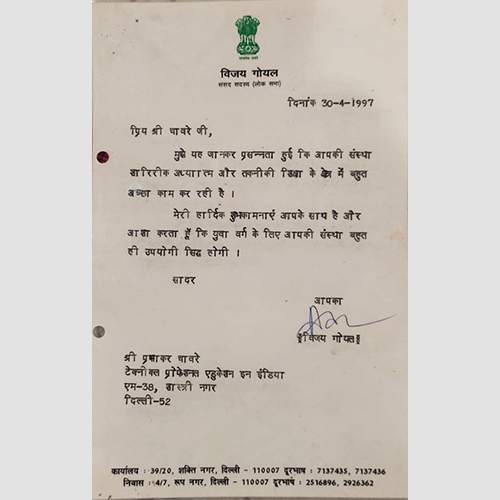 विजय गोयल
संसद सदस्य (लोक सभा)
दिनांक 30-4-1997
प्रिय श्री चावरे जी,
मुझे यह जानकर प्रसन्नता हुई कि आपकी संस्था
शारिरीक अध्यात्म और तकनीकी शिक्षा के क्षेत्र में बहुत
अच्छा काम कर रही है ।
मेरी हार्दिक शुभकामनाएं आपके साथ है और
आशा करता हूँ कि युवा वर्ग के लिए आपकी संस्था बहुत
ही उपयोगी सिद्ध होगी ।
सादर
आपका
(विजय गोयल)
श्री प्रभाकर चावरे
टेक्नीकल प्रोफेशनल एडुकेशन इन इंडिया
एम-38, शास्त्री नगर
दिल्ली-52
कार्यालय : 39/20, शक्ति नगर, दिल्ली - 110007 दूरभाष : 7137435, 7137436
निवास : 4/7, रूप नगर, दिल्ली - 110007 दूरभाष : 2516896, 2926362